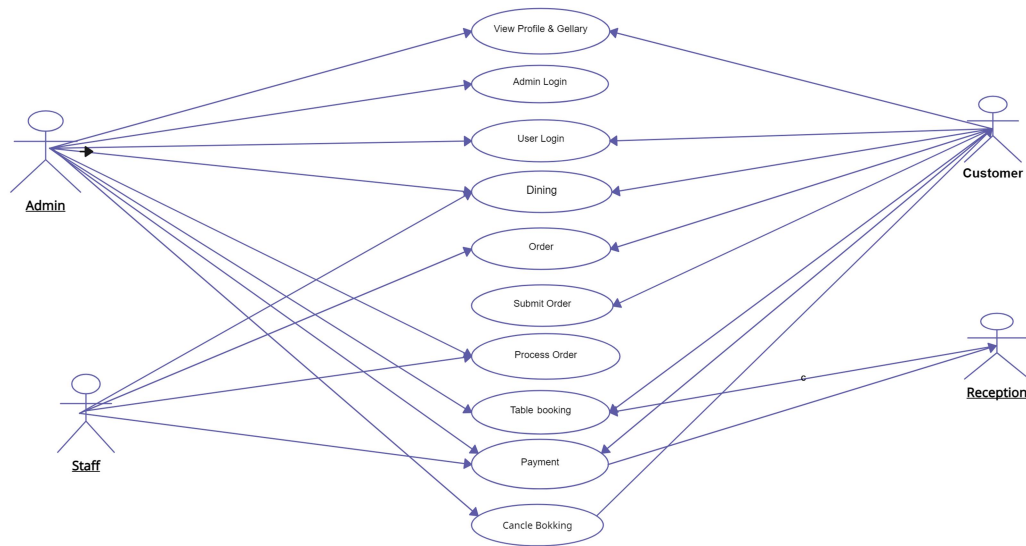 View Profile & Gellary
Admin Login
User Login
Dining
Order
Submit Order
Process Order
Table booking
Payment
Cancle Bokking
Admin
Staff
Customer
c
Reception